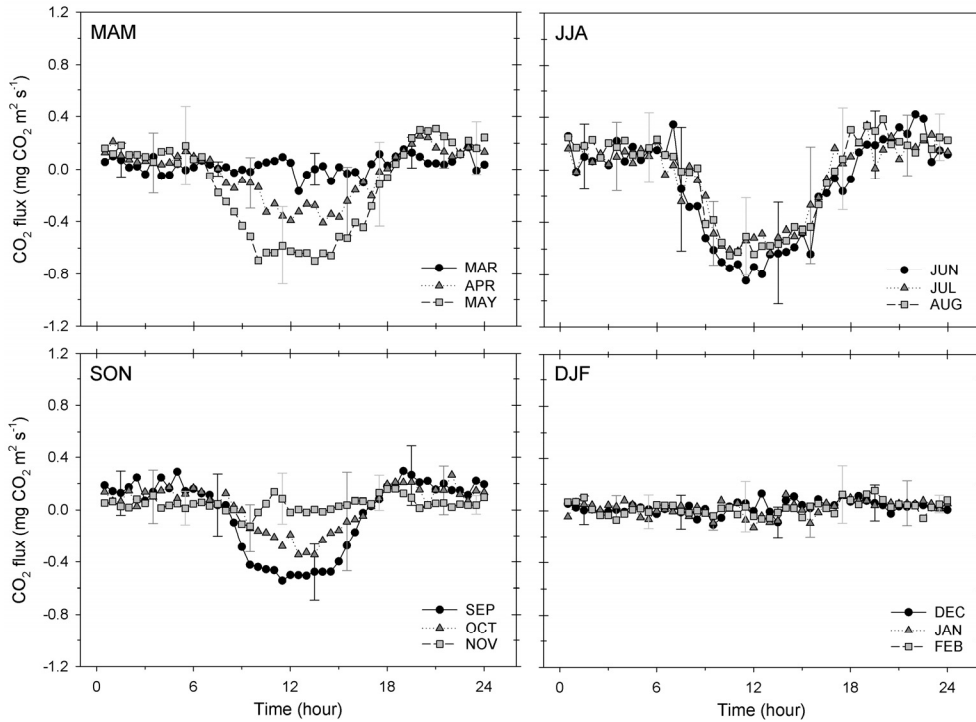 MAM
CO2 flux (mg CO2 m2 s-1)
1.2
0.8
0.4
0.0
-0.4
-0.8
-1.2
MAR
APR
MAY
JJA
JUN
JUL
AUG
SON
CO2 flux (mg CO2 m2 s-1)
1.2
0.8
0.4
0.0
-0.4
-0.8
-1.2
SEP
OCT
NOV
0 6 12 18 24
Time (hour)
DJF
DEC
JAN
FEB
0 6 12 18 24
Time (hour)